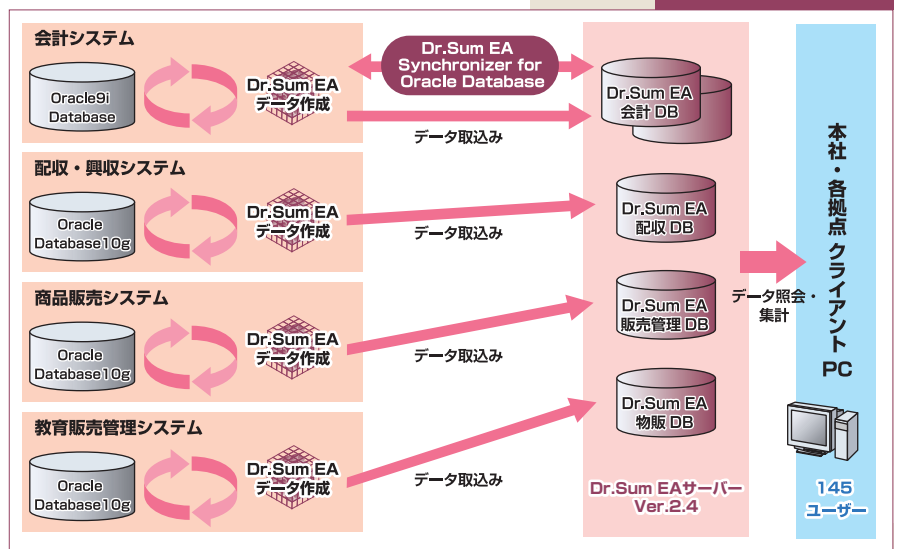 会計システム
Oracle9i
Database
Dr.Sum EA
データ作成
Dr.Sum EA
Synchronizer for
Oracle Database
データ取込み
Dr.Sum EA
会計 DB
配収・興収システム
Oracle
Database10g
Dr.Sum EA
データ作成
データ取込み
Dr.Sum EA
配収 DB
商品販売システム
Oracle
Database10g
Dr.Sum EA
データ作成
データ取込み
Dr.Sum EA
販売管理 DB
教育販売管理システム
Oracle
Database10g
Dr.Sum EA
データ作成
データ取込み
Dr.Sum EA
物販 DB
Dr.Sum EAサーバー
Ver.2.4
データ照会・
集計
本社・各拠点 クライアント PC
145
ユーザー